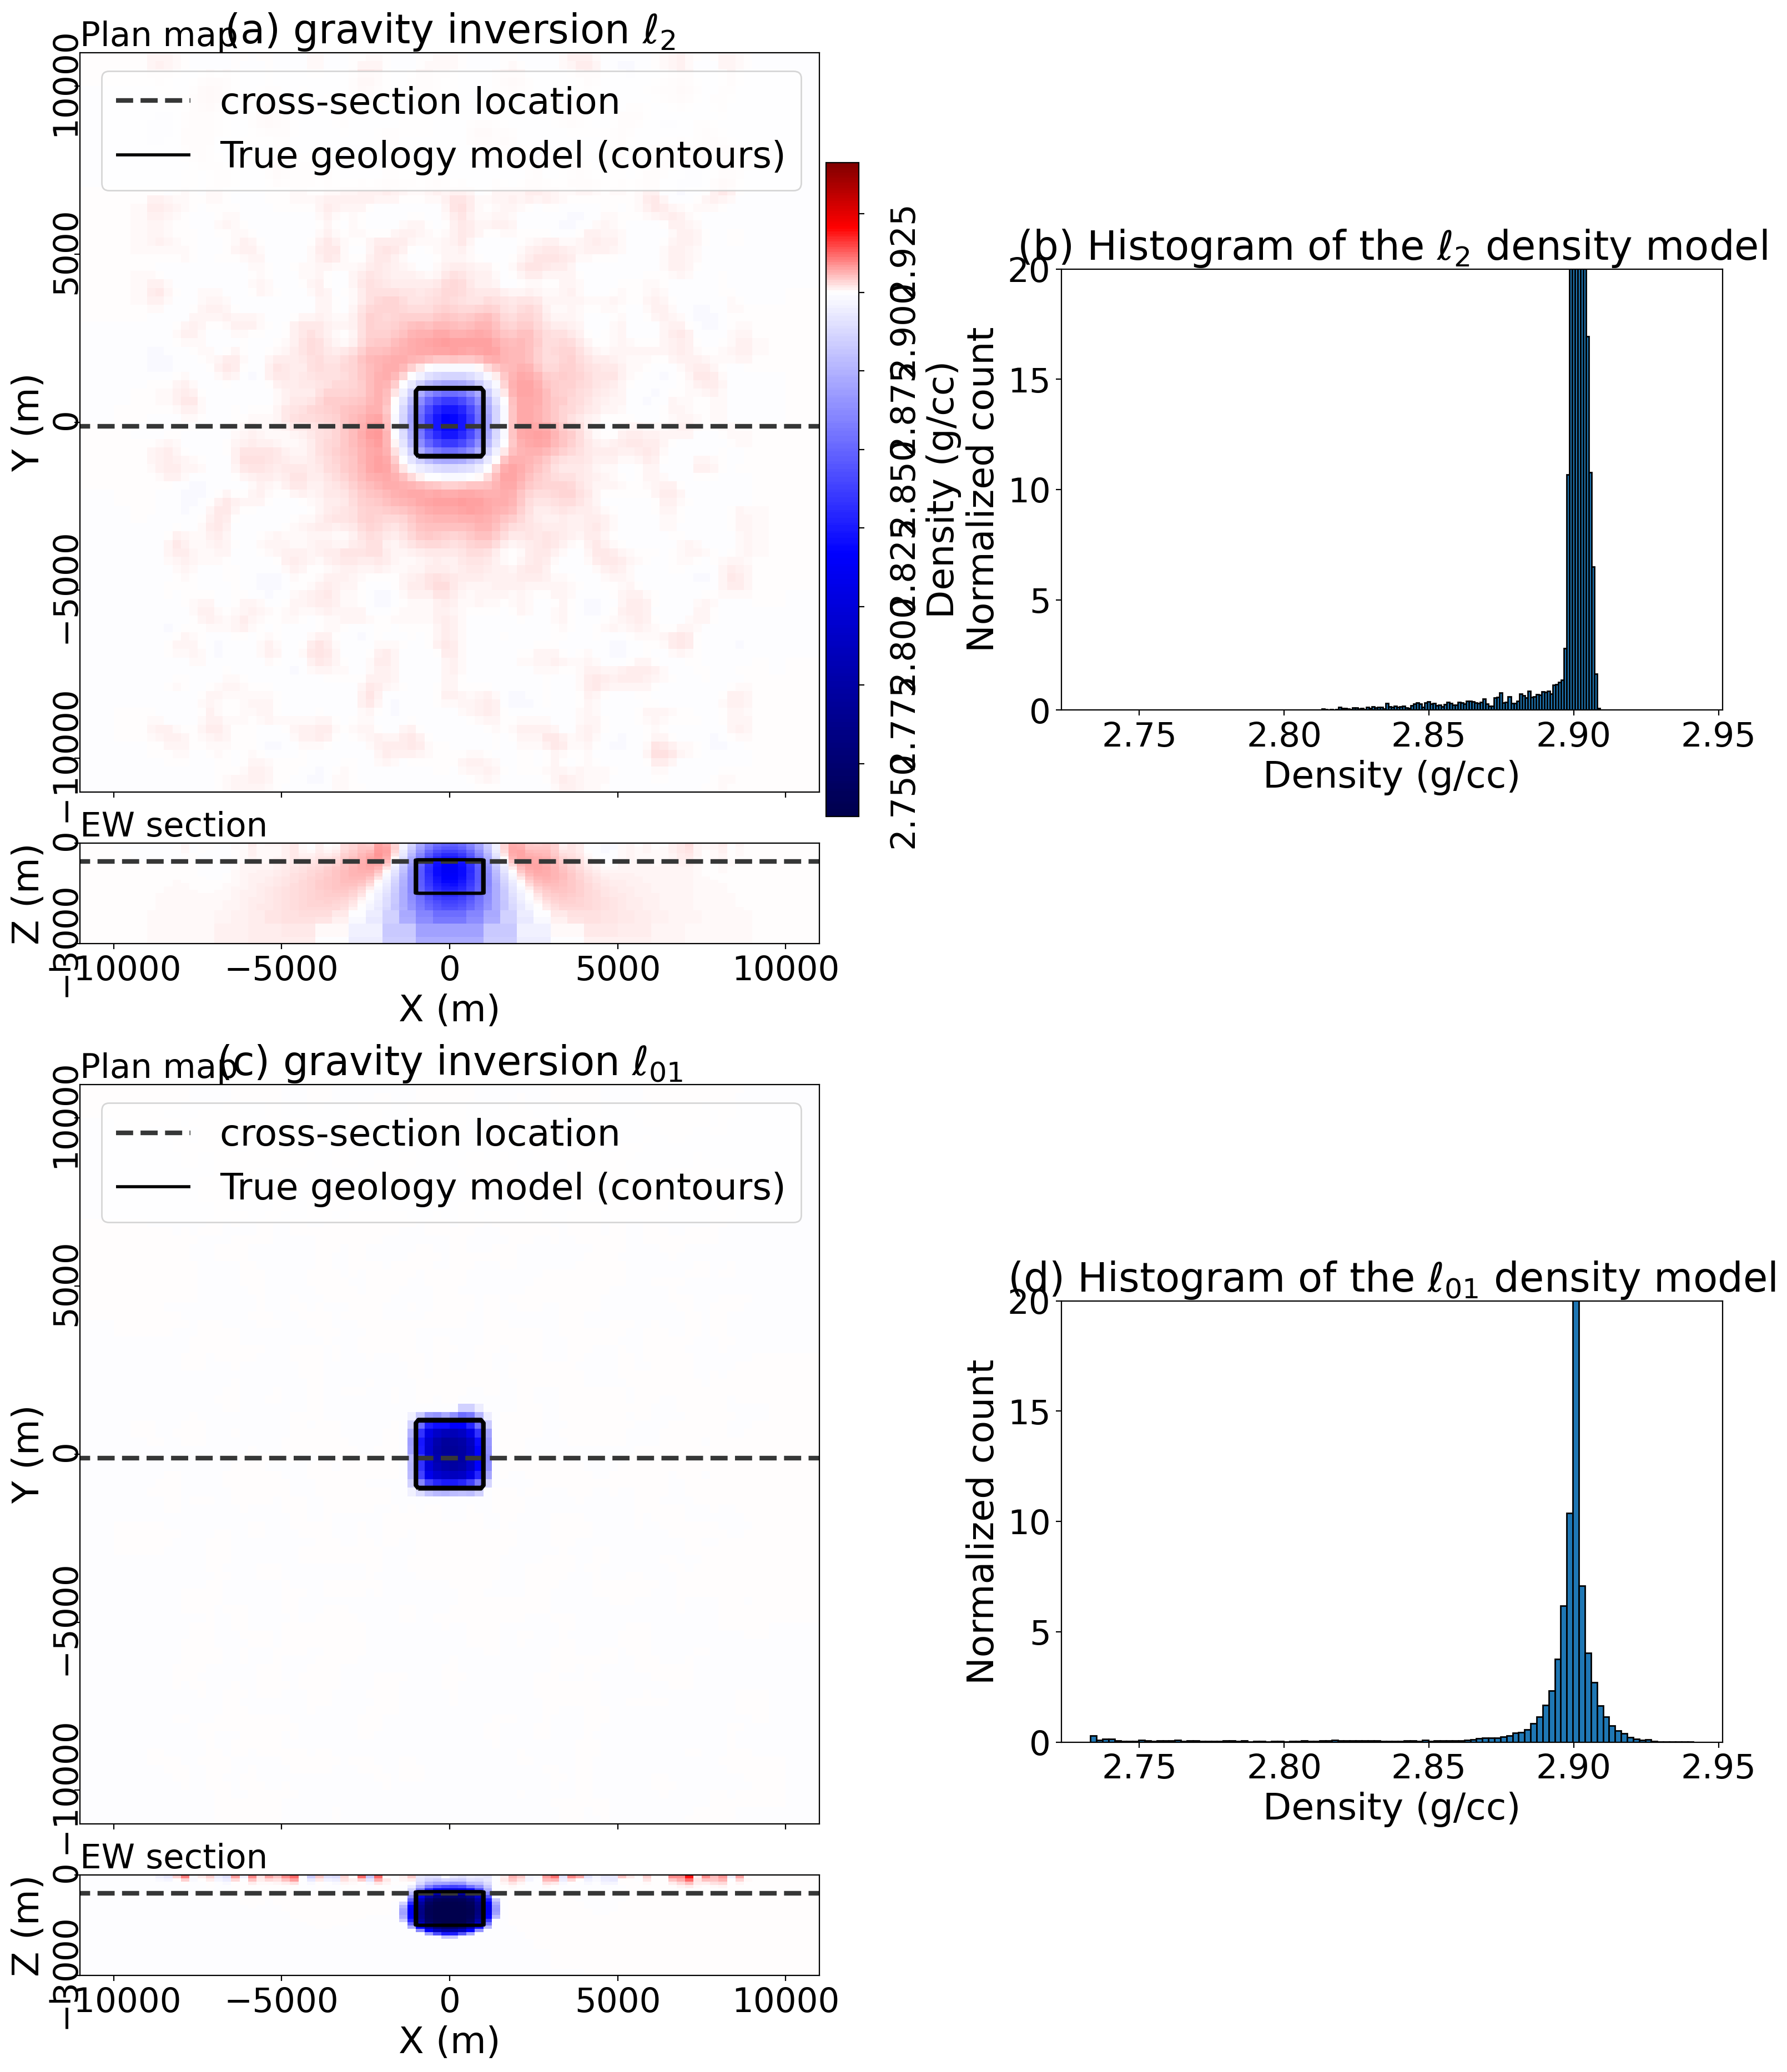 Plan map
(a) gravity inversion ℓ2
cross-section location
True geology model (contours)
10000
5000
0
−5000
−10000
Y (m)
2.925
2.900
2.875
2.850
2.825
2.800
2.775
2.750
Density (g/cc)
EW section
0
−3000
Z (m)
−10000 −5000 0 5000 10000
X (m)
(b) Histogram of the ℓ2 density model
20
15
10
5
0
Normalized count
2.75 2.80 2.85 2.90 2.95
Density (g/cc)
Plan map
(c) gravity inversion ℓ01
cross-section location
True geology model (contours)
10000
5000
0
−5000
−10000
Y (m)
EW section
0
−3000
Z (m)
−10000 −5000 0 5000 10000
X (m)
(d) Histogram of the ℓ01 density model
20
15
10
5
0
Normalized count
2.75 2.80 2.85 2.90 2.95
Density (g/cc)